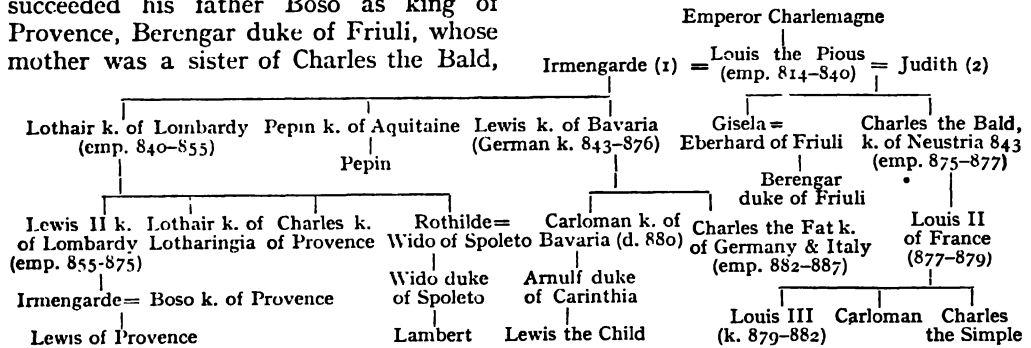 succeeded his father Boso as king of
Provence, Berengar duke of Friuli, whose
mother was a sister of Charles the Bald,
Emperor Charlemagne
Irmengarde (1) = Louis the Pious = Judith (2)
(emp. 814–840)
Lothair k. of Lombardy
(emp. 840–855)
Pepin k. of Aquitaine
Pepin
Lewis k. of Bavaria
(German k. 843–876)
Gisela=
Eberhard of Friuli
Berengar
duke of Friuli
Charles the Bald,
k. of Neustria 843
(emp. 875–877)
Lewis II k.
of Lombardy
(emp. 855-875)
Lothair k. of
Lotharingia
Charles k.
of Provence
Rothilde=
Wido of Spoleto
Carloman k. of
Bavaria (d. 880)
Charles the Fat k.
of Germany & Italy
(emp. 882–887)
Louis II
of France
(877–879)
Irmengarde= Boso k. of Provence
Wido duke
of Spoleto
Arnulf duke
of Carinthia
Lewis of Provence
Lambert
Lewis the Child
Louis III
(k. 879–882)
Carloman
Charles
the Simple